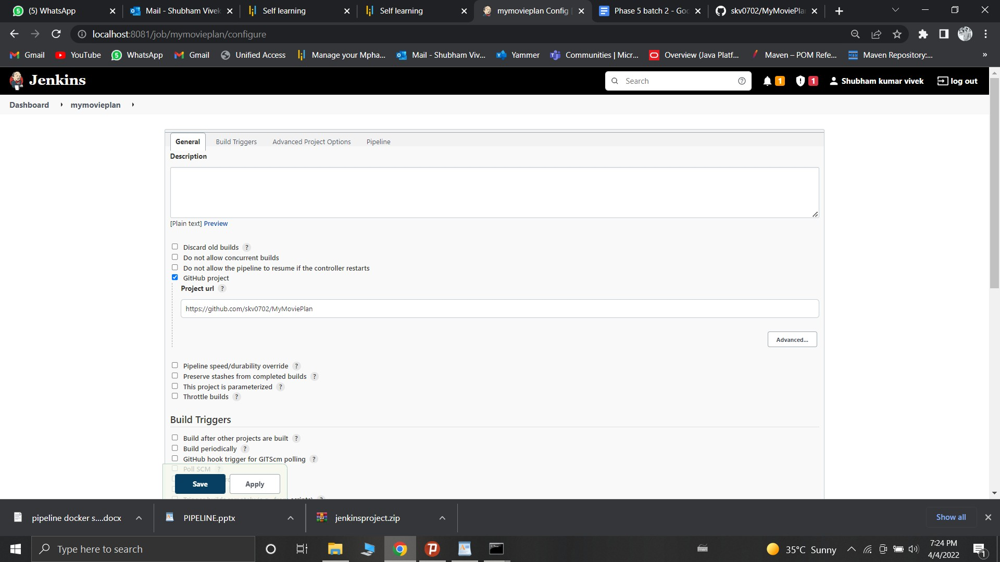 (5) WhatsApp
Mail - Shubham Vivek
Self learning
Self learning
mymovieplan Config
Phase 5 batch 2 - Goo
skv0702/MyMoviePla
localhost:8081/job/mymovieplan/configure
Gmail
YouTube
WhatsApp
Gmail
Unified Access
Manage your Mpha...
Mail - Shubham Viv...
Yammer
Communities | Micr...
Overview (Java Platf...
Maven – POM Refe...
Maven Repository:...
»
Jenkins
Search
1
1
Shubham kumar vivek
log out
Dashboard
mymovieplan
General
Build Triggers
Advanced Project Options
Pipeline
Description
[Plain text] Preview
Discard old builds ?
Do not allow concurrent builds
Do not allow the pipeline to resume if the controller restarts
GitHub project
Project url ?
https://github.com/skv0702/MyMoviePlan
Advanced...
Pipeline speed/durability override ?
Preserve stashes from completed builds ?
This project is parameterized ?
Throttle builds ?
Build Triggers
Build after other projects are built ?
Build periodically ?
GitHub hook trigger for GITScm polling ?
Poll SCM ?
Save
Apply
pipeline docker s....docx
PIPELINE.pptx
jenkinsproject.zip
Show all
Type here to search
35°C Sunny
7:24 PM
4/4/2022
1